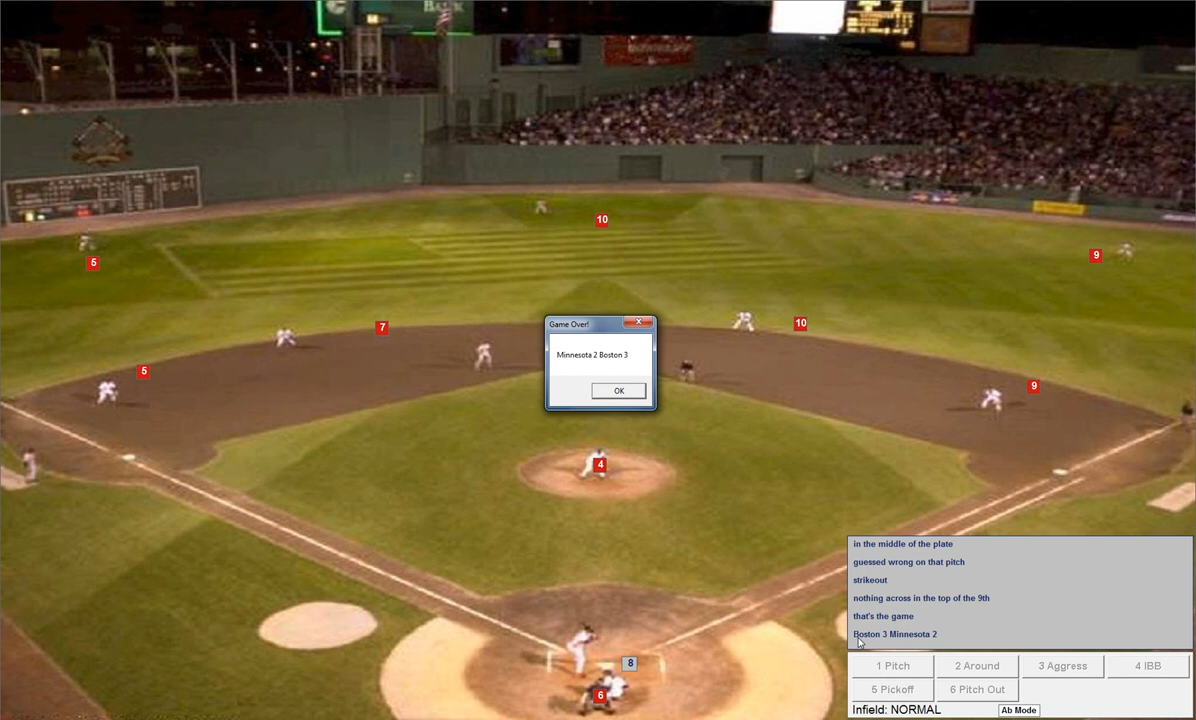 BANK
10
5
9
7
10
5
9
4
8
6
Game Over!
Minnesota 2 Boston 3
OK
in the middle of the plate
guessed wrong on that pitch
strikeout
nothing across in the top of the 9th
that's the game
Boston 3 Minnesota 2
1 Pitch
2 Around
3 Aggress
4 IBB
5 Pickoff
6 Pitch Out
Infield: NORMAL
Ab Mode